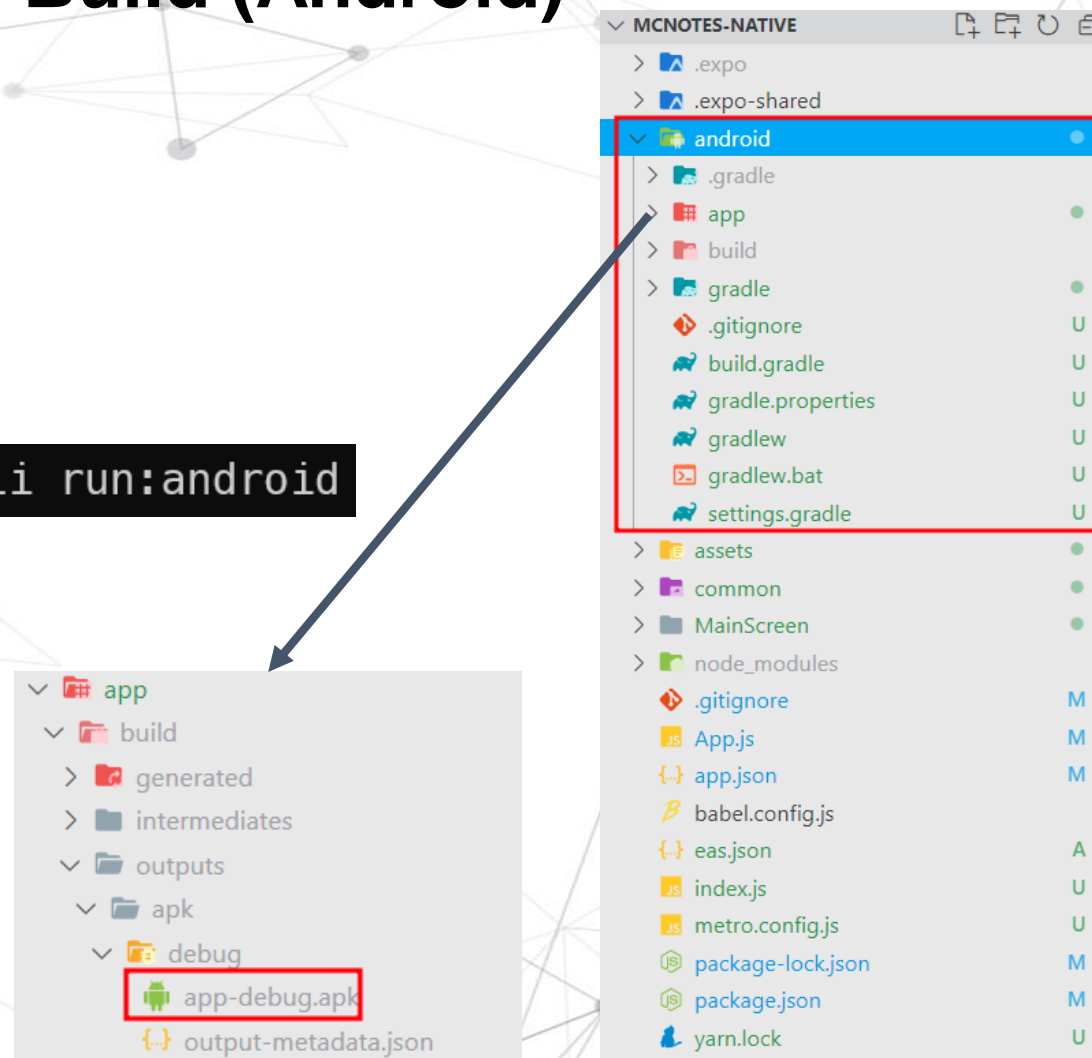 Build (Android)
run:android
app
build
generated
intermediates
outputs
apk
debug
app-debug.apk
output-metadata.json
MCNOTES-NATIVE
.expo
.expo-shared
android
.gradle
app
build
gradle
.gitignore U
build.gradle U
gradle.properties U
gradlew U
gradlew.bat U
settings.gradle U
assets
common
MainScreen
node_modules
.gitignore M
App.js M
app.json M
babel.config.js
eas.json A
index.js U
metro.config.js U
package-lock.json M
package.json M
yarn.lock U